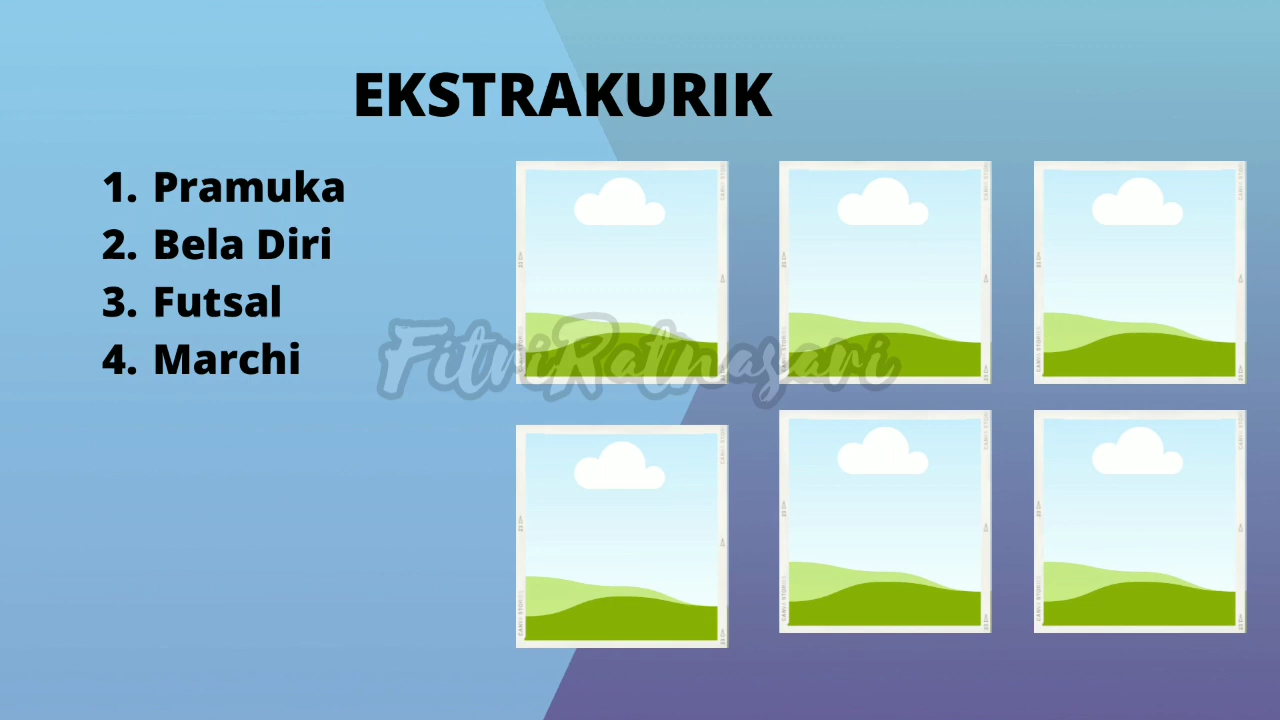 EKSTRAKURIK
1. Pramuka
2. Bela Diri
3. Futsal
4. Marchi
FitriRatnasari